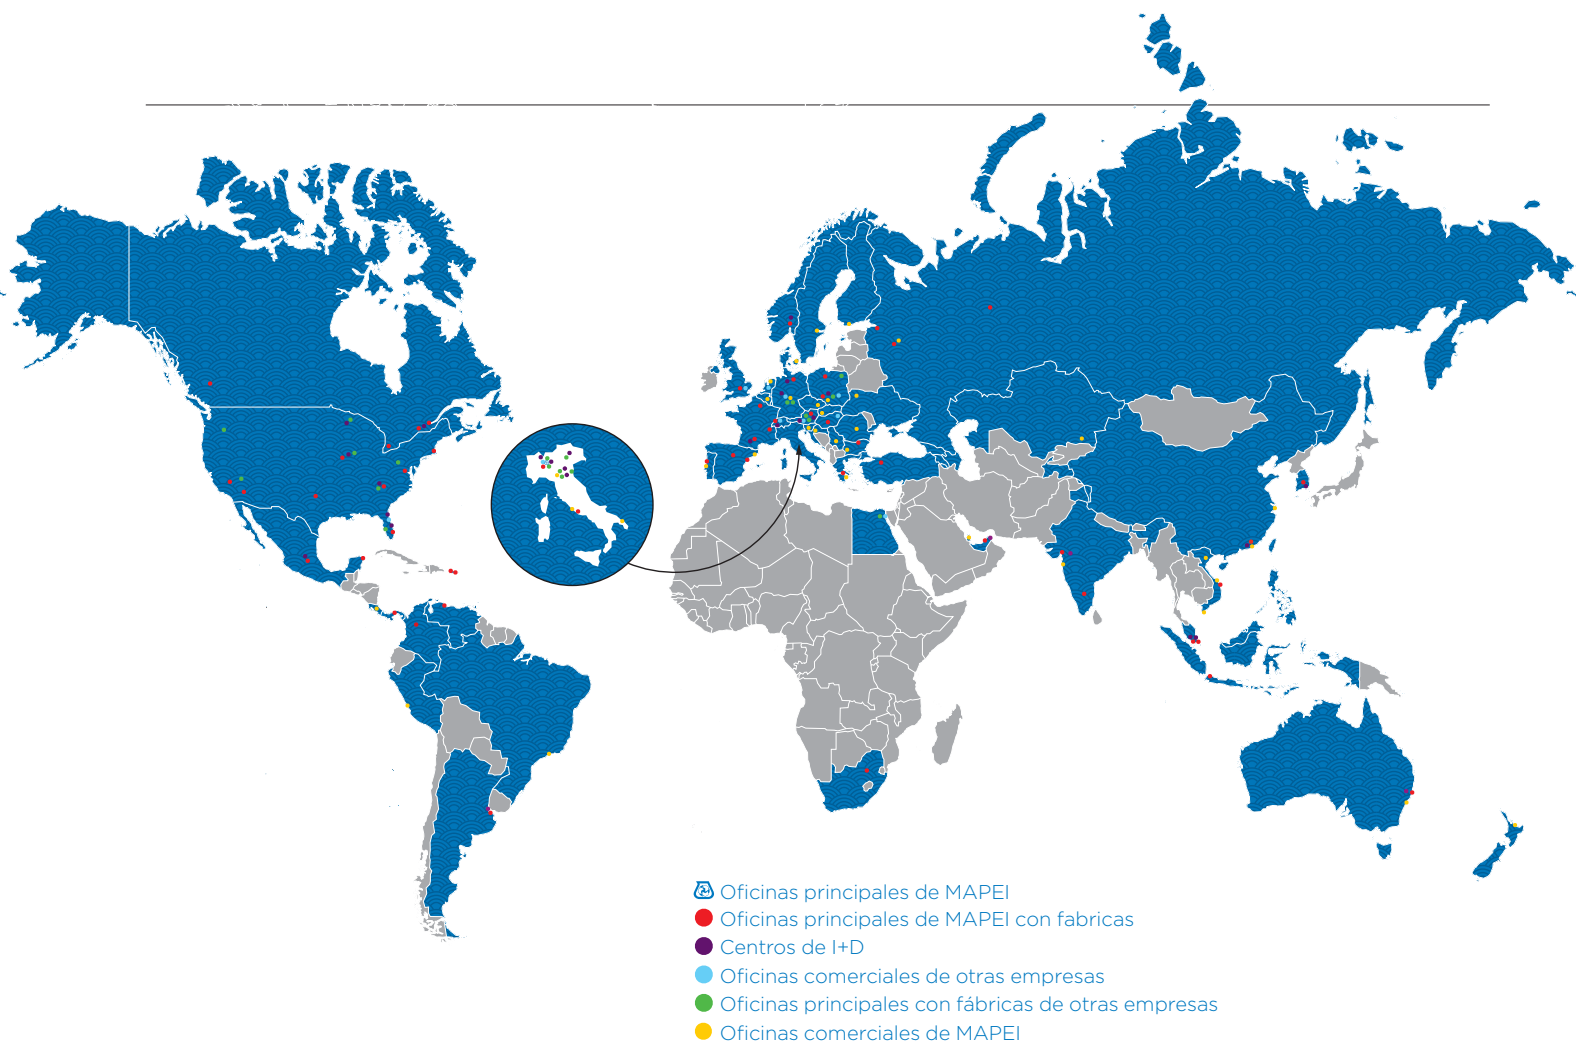 Oficinas principales de MAPEI
Oficinas principales de MAPEI con fabricas
Centros de I+D
Oficinas comerciales de otras empresas
Oficinas principales con fábricas de otras empresas
Oficinas comerciales de MAPEI